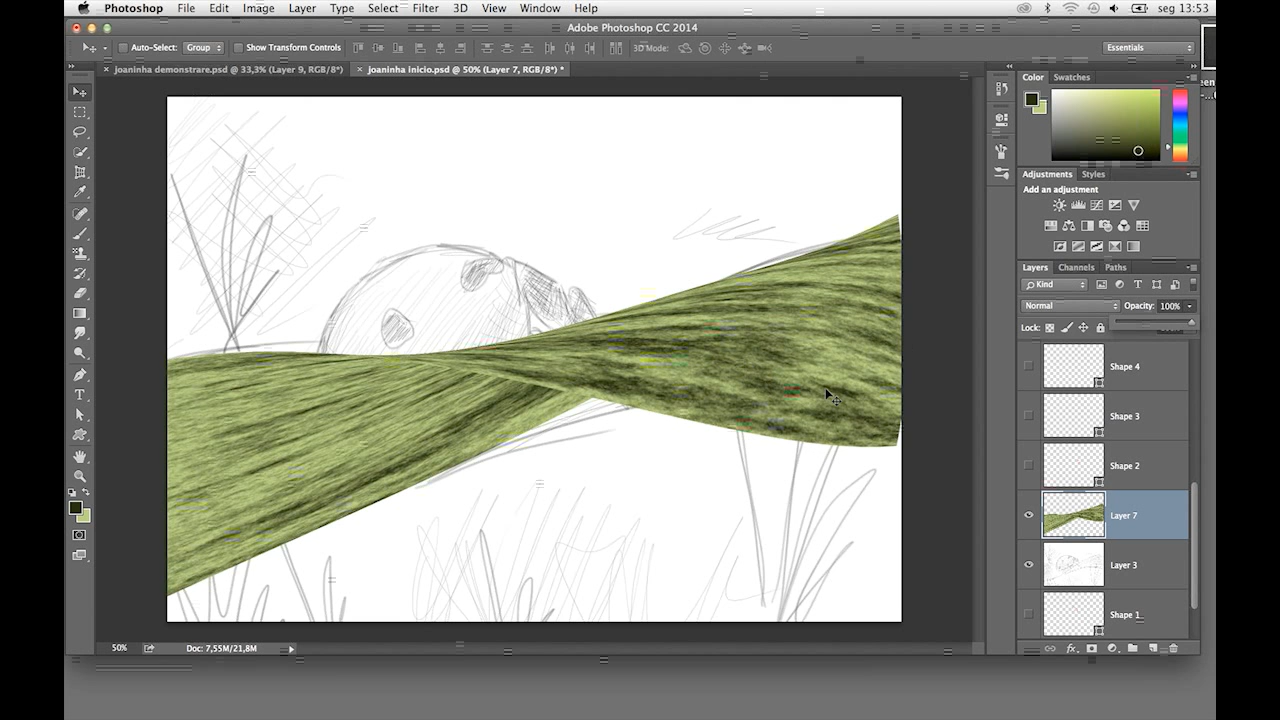 Photoshop File Edit Image Layer Type Select Filter 3D View Window Help seg 13:53
Adobe Photoshop CC 2014
Auto-Select: Group Show Transform Controls 3D Mode: Essentials
Joaninha demonstrare.psd @ 33,3% (Layer 9, RGB/8*) Joaninha inicio.psd @ 50% (Layer 7, RGB/8*) *
Color Swatches
Adjustments Styles
Add an adjustment
Layers Channels Paths
Kind
Normal Opacity: 100%
Lock:
Shape 4
Shape 3
Shape 2
Layer 7
Layer 3
Shape 1
50% Doc: 7,55M/21,8M